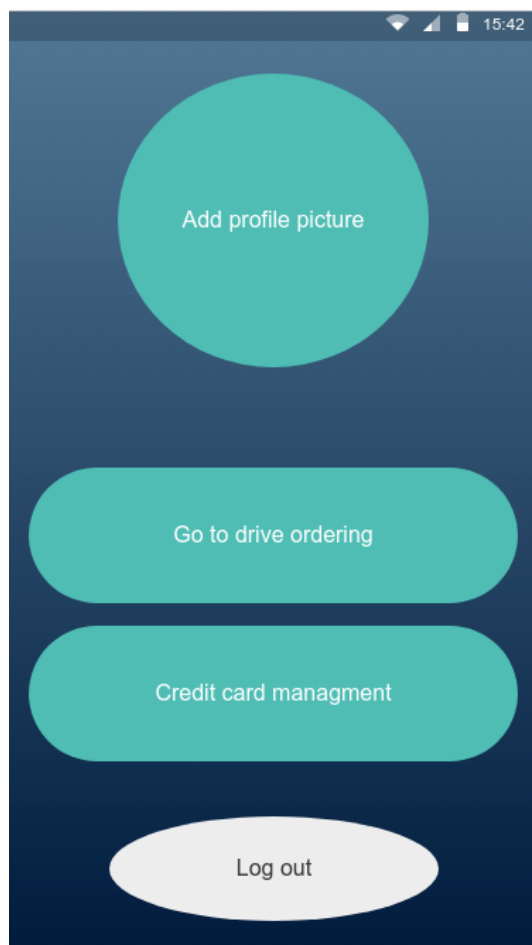 15:42
Add profile picture
Go to drive ordering
Credit card managment
Log out